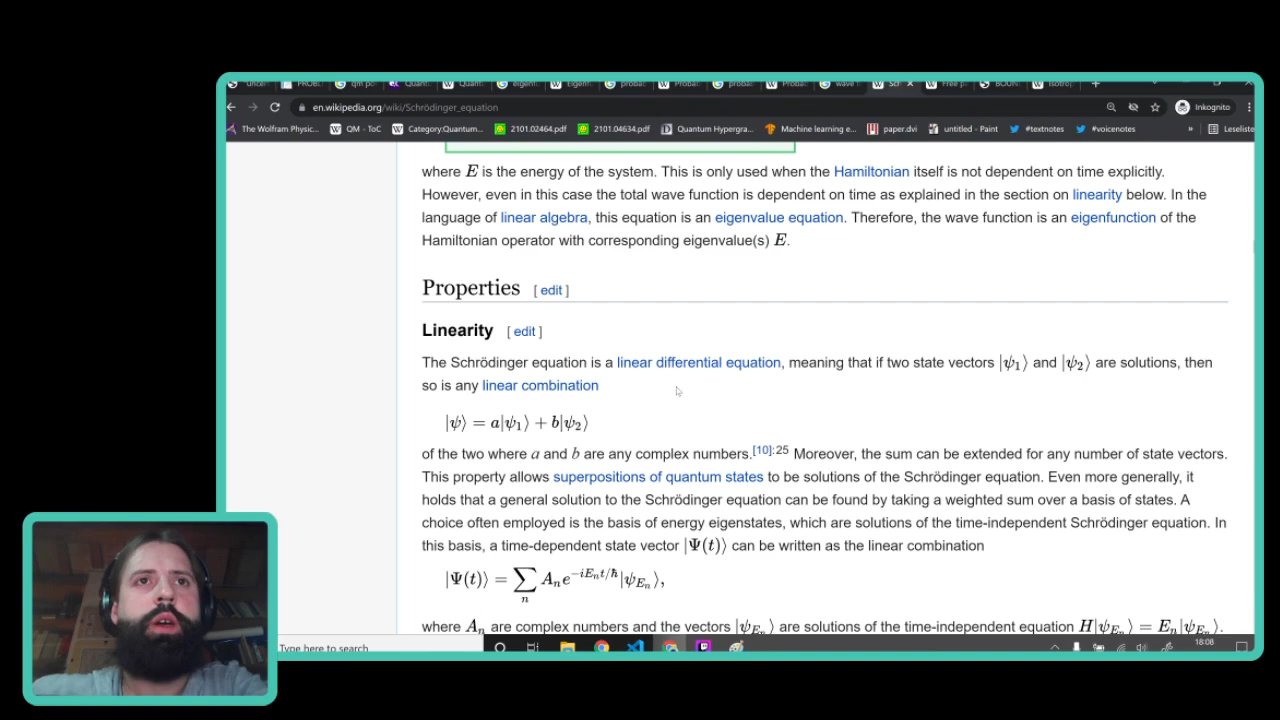 en.wikipedia.org/wiki/Schrödinger_equation
Inkognito
The Wolfram Physic... QM - ToC Category:Quantum... 2101.02464.pdf 2101.04634.pdf Quantum Hypergra... Machine learning e... paper.dvi untitled - Paint #textnotes #voicenotes » Leseliste
where E is the energy of the system. This is only used when the Hamiltonian itself is not dependent on time explicitly.
However, even in this case the total wave function is dependent on time as explained in the section on linearity below. In the
language of linear algebra, this equation is an eigenvalue equation. Therefore, the wave function is an eigenfunction of the
Hamiltonian operator with corresponding eigenvalue(s) E.
Properties [ edit ]
Linearity [ edit ]
The Schrödinger equation is a linear differential equation, meaning that if two state vectors |ψ₁⟩ and |ψ₂⟩ are solutions, then
so is any linear combination
|ψ⟩ = a|ψ₁⟩ + b|ψ₂⟩
of the two where a and b are any complex numbers.[10]:25 Moreover, the sum can be extended for any number of state vectors.
This property allows superpositions of quantum states to be solutions of the Schrödinger equation. Even more generally, it
holds that a general solution to the Schrödinger equation can be found by taking a weighted sum over a basis of states. A
choice often employed is the basis of energy eigenstates, which are solutions of the time-independent Schrödinger equation. In
this basis, a time-dependent state vector |Ψ(t)⟩ can be written as the linear combination
|Ψ(t)⟩ = ∑ₙ Aₙe^{−iEₙt/ℏ}|ψ_{Eₙ}⟩,
where Aₙ are complex numbers and the vectors |ψ_{Eₙ}⟩ are solutions of the time-independent equation H|ψ_{Eₙ}⟩ = Eₙ|ψ_{Eₙ}⟩.
Type here to search
18:08